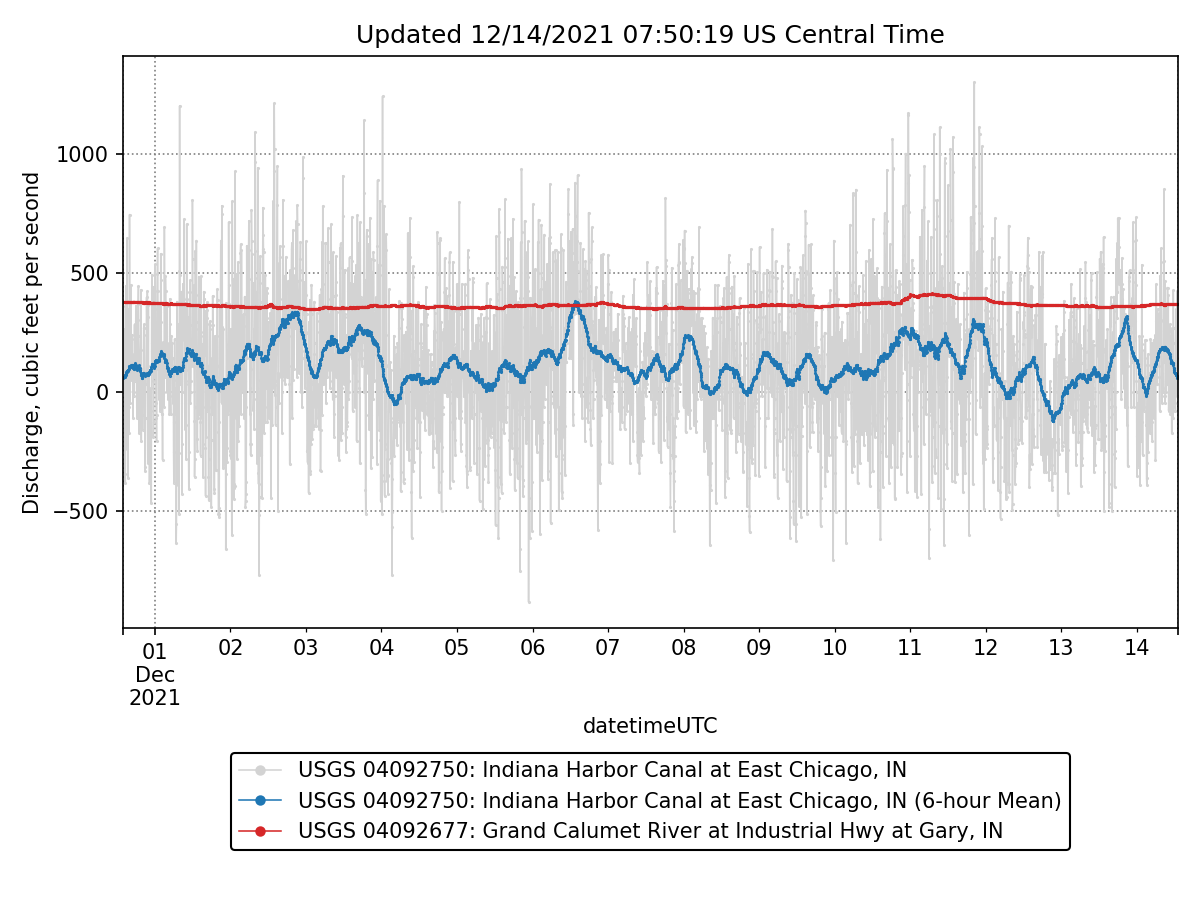 Updated 12/14/2021 07:50:19 US Central Time
Discharge, cubic feet per second
1000
500
0
−500
01
Dec
2021
02
03
04
05
06
07
08
09
10
11
12
13
14
datetimeUTC
USGS 04092750: Indiana Harbor Canal at East Chicago, IN
USGS 04092750: Indiana Harbor Canal at East Chicago, IN (6-hour Mean)
USGS 04092677: Grand Calumet River at Industrial Hwy at Gary, IN